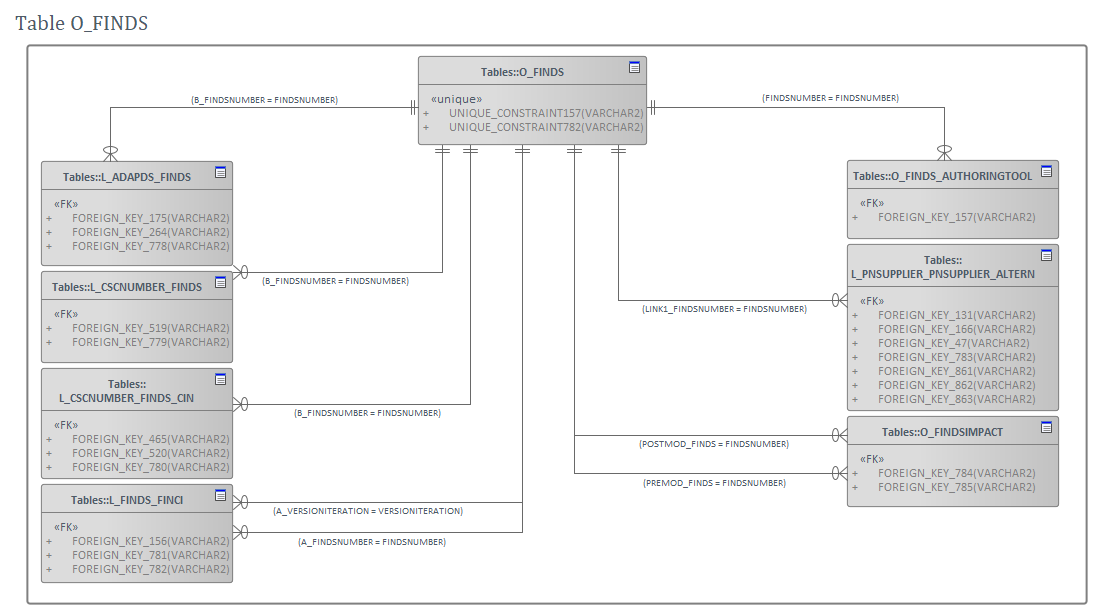 Table O_FINDS
Tables::O_FINDS
«unique»
+ UNIQUE_CONSTRAINT157(VARCHAR2)
+ UNIQUE_CONSTRAINT782(VARCHAR2)
(B_FINDSNUMBER = FINDSNUMBER)
(FINDSNUMBER = FINDSNUMBER)
Tables::L_ADAPDS_FINDS
«FK»
+ FOREIGN_KEY_175(VARCHAR2)
+ FOREIGN_KEY_264(VARCHAR2)
+ FOREIGN_KEY_778(VARCHAR2)
(B_FINDSNUMBER = FINDSNUMBER)
Tables::L_CSCNUMBER_FINDS
«FK»
+ FOREIGN_KEY_519(VARCHAR2)
+ FOREIGN_KEY_779(VARCHAR2)
Tables::
L_CSCNUMBER_FINDS_CIN
«FK»
+ FOREIGN_KEY_465(VARCHAR2)
+ FOREIGN_KEY_520(VARCHAR2)
+ FOREIGN_KEY_780(VARCHAR2)
(B_FINDSNUMBER = FINDSNUMBER)
Tables::L_FINDS_FINCI
«FK»
+ FOREIGN_KEY_156(VARCHAR2)
+ FOREIGN_KEY_781(VARCHAR2)
+ FOREIGN_KEY_782(VARCHAR2)
(A_VERSIONITERATION = VERSIONITERATION)
(A_FINDSNUMBER = FINDSNUMBER)
Tables::O_FINDS_AUTHORINGTOOL
«FK»
+ FOREIGN_KEY_157(VARCHAR2)
Tables::
L_PNSUPPLIER_PNSUPPLIER_ALTERN
«FK»
+ FOREIGN_KEY_131(VARCHAR2)
+ FOREIGN_KEY_166(VARCHAR2)
+ FOREIGN_KEY_47(VARCHAR2)
+ FOREIGN_KEY_783(VARCHAR2)
+ FOREIGN_KEY_861(VARCHAR2)
+ FOREIGN_KEY_862(VARCHAR2)
+ FOREIGN_KEY_863(VARCHAR2)
(LINK1_FINDSNUMBER = FINDSNUMBER)
Tables::O_FINDSIMPACT
«FK»
+ FOREIGN_KEY_784(VARCHAR2)
+ FOREIGN_KEY_785(VARCHAR2)
(POSTMOD_FINDS = FINDSNUMBER)
(PREMOD_FINDS = FINDSNUMBER)